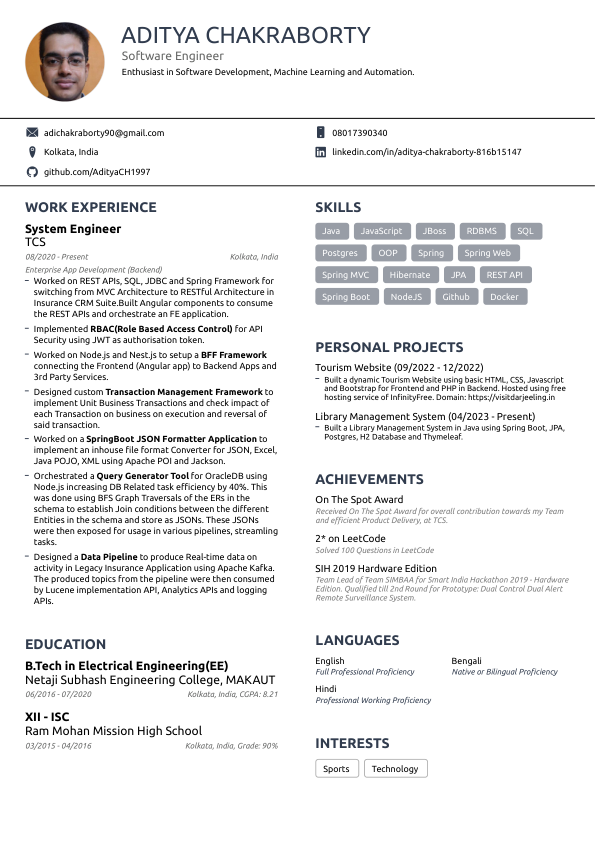 ADITYA CHAKRABORTY
Software Engineer
Enthusiast in Software Development, Machine Learning and Automation.
adichakraborty90@gmail.com
08017390340
Kolkata, India
linkedin.com/in/aditya-chakraborty-816b15147
github.com/AdityaCH1997
WORK EXPERIENCE
System Engineer
TCS
08/2020 - Present
Kolkata, India
Enterprise App Development (Backend)
– Worked on REST APIs, SQL, JDBC and Spring Framework for
switching from MVC Architecture to RESTful Architecture in
Insurance CRM Suite.Built Angular components to consume
the REST APIs and orchestrate an FE application.
– Implemented RBAC(Role Based Access Control) for API
Security using JWT as authorisation token.
– Worked on Node.js and Nest.js to setup a BFF Framework
connecting the Frontend (Angular app) to Backend Apps and
3rd Party Services.
– Designed custom Transaction Management Framework to
implement Unit Business Transactions and check impact of
each Transaction on business on execution and reversal of
said transaction.
– Worked on a SpringBoot JSON Formatter Application to
implement an inhouse file format Converter for JSON, Excel,
Java POJO, XML using Apache POI and Jackson.
– Orchestrated a Query Generator Tool for OracleDB using
Node.js increasing DB Related task efficiency by 40%. This
was done using BFS Graph Traversals of the ERs in the
schema to establish Join conditions between the different
Entities in the schema and store as JSONs. These JSONs
were then exposed for usage in various pipelines, streamling
tasks.
– Designed a Data Pipeline to produce Real-time data on
activity in Legacy Insurance Application using Apache Kafka.
The produced topics from the pipeline were then consumed
by Lucene implementation API, Analytics APIs and logging
APIs.
EDUCATION
B.Tech in Electrical Engineering(EE)
Netaji Subhash Engineering College, MAKAUT
06/2016 - 07/2020
Kolkata, India, CGPA: 8.21
XII - ISC
Ram Mohan Mission High School
03/2015 - 04/2016
Kolkata, India, Grade: 90%
SKILLS
Java JavaScript JBoss RDBMS SQL
Postgres OOP Spring Spring Web
Spring MVC Hibernate JPA REST API
Spring Boot NodeJS Github Docker
PERSONAL PROJECTS
Tourism Website (09/2022 - 12/2022)
– Built a dynamic Tourism Website using basic HTML, CSS, Javascript
and Bootstrap for Frontend and PHP in Backend. Hosted using free
hosting service of InfinityFree. Domain: https://visitdarjeeling.in
Library Management System (04/2023 - Present)
– Built a Library Management System in Java using Spring Boot, JPA,
Postgres, H2 Database and Thymeleaf.
ACHIEVEMENTS
On The Spot Award
Received On The Spot Award for overall contribution towards my Team
and efficient Product Delivery, at TCS.
2* on LeetCode
Solved 100 Questions in LeetCode
SIH 2019 Hardware Edition
Team Lead of Team SIMBAA for Smart India Hackathon 2019 - Hardware
Edition. Qualified till 2nd Round for Prototype: Dual Control Dual Alert
Remote Surveillance System.
LANGUAGES
English
Full Professional Proficiency
Bengali
Native or Bilingual Proficiency
Hindi
Professional Working Proficiency
INTERESTS
Sports Technology